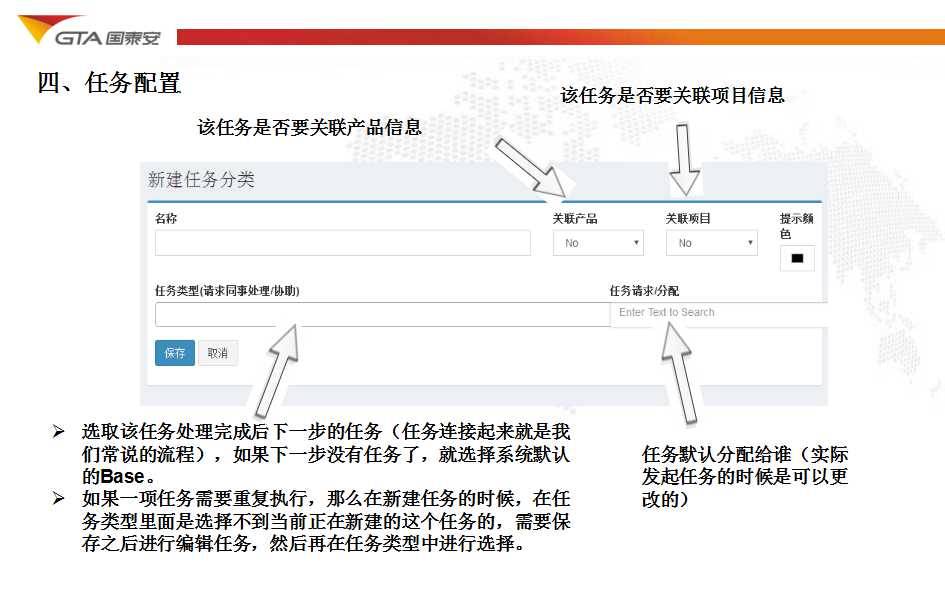 GTA 国泰安
四、任务配置
该任务是否要关联项目信息
该任务是否要关联产品信息
新建任务分类
名称
关联产品
关联项目
提示颜
色
No
No
任务类型(请求同事处理/协助)
任务请求/分配
Enter Text to Search
保存
取消
➢ 选取该任务处理完成后下一步的任务（任务连接起来就是我
们常说的流程），如果下一步没有任务了，就选择系统默认
的Base。
➢ 如果一项任务需要重复执行，那么在新建任务的时候，在任
务类型里面是选择不到当前正在新建的这个任务的，需要保
存之后进行编辑任务，然后再在任务类型中进行选择。
任务默认分配给谁（实际
发起任务的时候是可以更
改的）